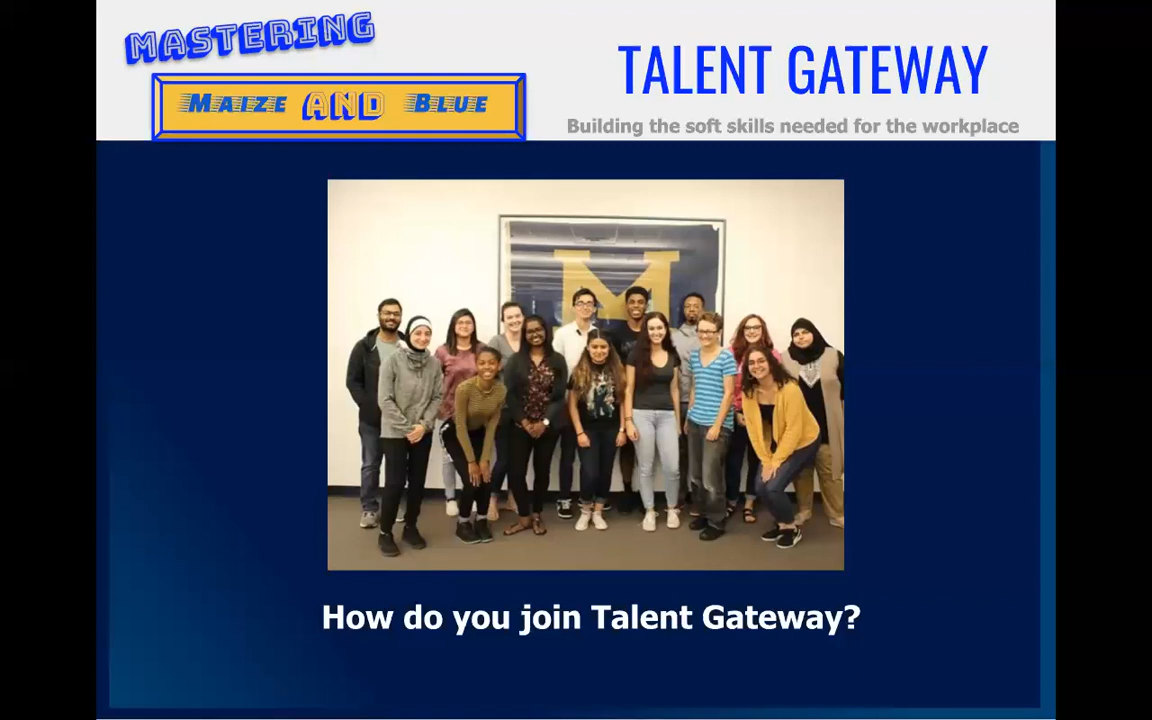 MASTERING
MAIZE AND BLUE
TALENT GATEWAY
Building the soft skills needed for the workplace
M
How do you join Talent Gateway?